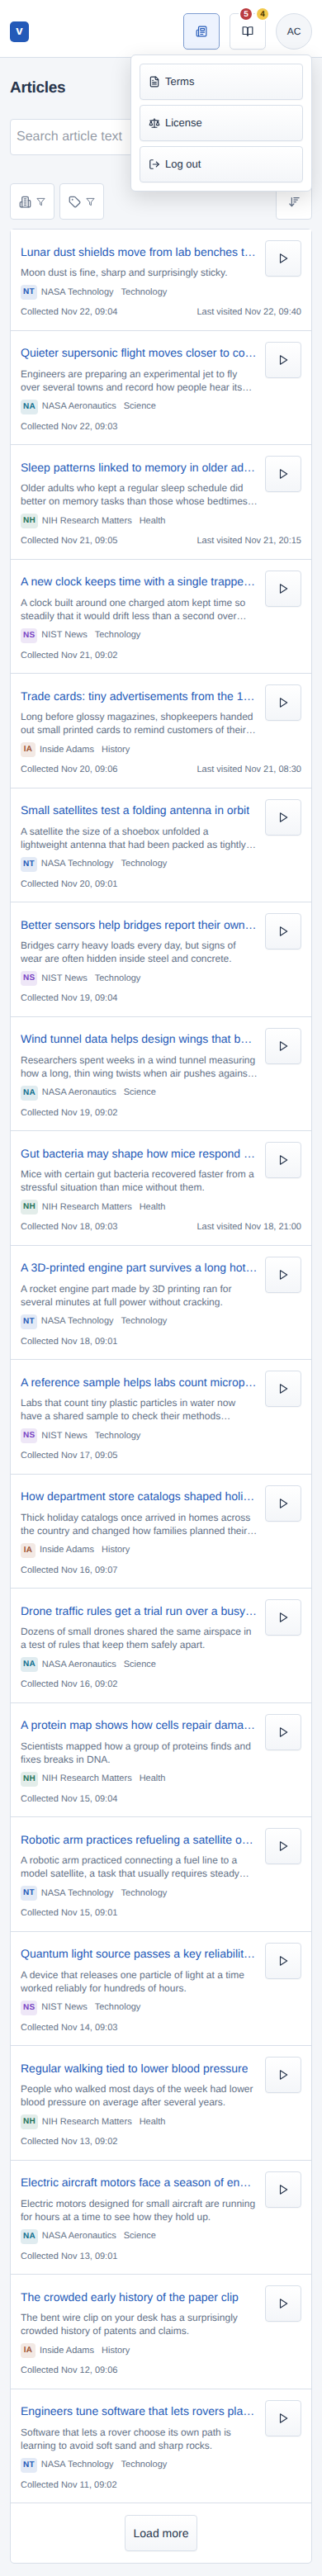 v
5
4
AC
Terms
License
Log out
Articles
Search article text
Lunar dust shields move from lab benches t…
Moon dust is fine, sharp and surprisingly sticky.
NT NASA Technology Technology
Collected Nov 22, 09:04 Last visited Nov 22, 09:40
Quieter supersonic flight moves closer to co…
Engineers are preparing an experimental jet to fly
over several towns and record how people hear its…
NA NASA Aeronautics Science
Collected Nov 22, 09:03
Sleep patterns linked to memory in older ad…
Older adults who kept a regular sleep schedule did
better on memory tasks than those whose bedtimes…
NH NIH Research Matters Health
Collected Nov 21, 09:05 Last visited Nov 21, 20:15
A new clock keeps time with a single trappe…
A clock built around one charged atom kept time so
steadily that it would drift less than a second over…
NS NIST News Technology
Collected Nov 21, 09:02
Trade cards: tiny advertisements from the 1…
Long before glossy magazines, shopkeepers handed
out small printed cards to remind customers of their…
IA Inside Adams History
Collected Nov 20, 09:06 Last visited Nov 21, 08:30
Small satellites test a folding antenna in orbit
A satellite the size of a shoebox unfolded a
lightweight antenna that had been packed as tightly…
NT NASA Technology Technology
Collected Nov 20, 09:01
Better sensors help bridges report their own…
Bridges carry heavy loads every day, but signs of
wear are often hidden inside steel and concrete.
NS NIST News Technology
Collected Nov 19, 09:04
Wind tunnel data helps design wings that b…
Researchers spent weeks in a wind tunnel measuring
how a long, thin wing twists when air pushes agains…
NA NASA Aeronautics Science
Collected Nov 19, 09:02
Gut bacteria may shape how mice respond …
Mice with certain gut bacteria recovered faster from a
stressful situation than mice without them.
NH NIH Research Matters Health
Collected Nov 18, 09:03 Last visited Nov 18, 21:00
A 3D-printed engine part survives a long hot…
A rocket engine part made by 3D printing ran for
several minutes at full power without cracking.
NT NASA Technology Technology
Collected Nov 18, 09:01
A reference sample helps labs count microp…
Labs that count tiny plastic particles in water now
have a shared sample to check their methods…
NS NIST News Technology
Collected Nov 17, 09:05
How department store catalogs shaped holi…
Thick holiday catalogs once arrived in homes across
the country and changed how families planned their…
IA Inside Adams History
Collected Nov 16, 09:07
Drone traffic rules get a trial run over a busy…
Dozens of small drones shared the same airspace in
a test of rules that keep them safely apart.
NA NASA Aeronautics Science
Collected Nov 16, 09:02
A protein map shows how cells repair dama…
Scientists mapped how a group of proteins finds and
fixes breaks in DNA.
NH NIH Research Matters Health
Collected Nov 15, 09:04
Robotic arm practices refueling a satellite o…
A robotic arm practiced connecting a fuel line to a
model satellite, a task that usually requires steady…
NT NASA Technology Technology
Collected Nov 15, 09:01
Quantum light source passes a key reliabilit…
A device that releases one particle of light at a time
worked reliably for hundreds of hours.
NS NIST News Technology
Collected Nov 14, 09:03
Regular walking tied to lower blood pressure
People who walked most days of the week had lower
blood pressure on average after several years.
NH NIH Research Matters Health
Collected Nov 13, 09:02
Electric aircraft motors face a season of en…
Electric motors designed for small aircraft are running
for hours at a time to see how they hold up.
NA NASA Aeronautics Science
Collected Nov 13, 09:01
The crowded early history of the paper clip
The bent wire clip on your desk has a surprisingly
crowded history of patents and claims.
IA Inside Adams History
Collected Nov 12, 09:06
Engineers tune software that lets rovers pla…
Software that lets a rover choose its own path is
learning to avoid soft sand and sharp rocks.
NT NASA Technology Technology
Collected Nov 11, 09:02
Load more